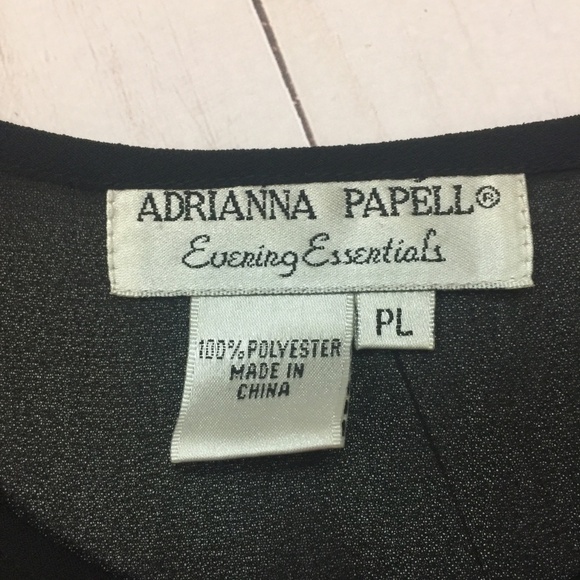 ADRIANNA PAPELL®
Evening Essentials
PL
100% POLYESTER
MADE IN
CHINA